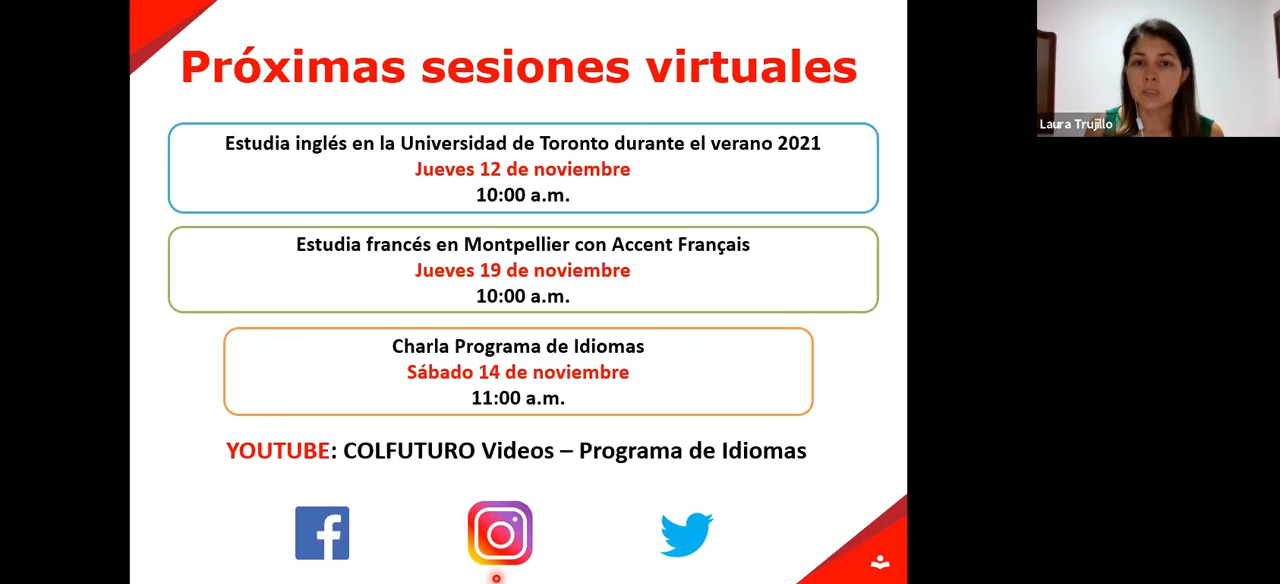 Próximas sesiones virtuales
Estudia inglés en la Universidad de Toronto durante el verano 2021
Jueves 12 de noviembre
10:00 a.m.
Estudia francés en Montpellier con Accent Français
Jueves 19 de noviembre
10:00 a.m.
Charla Programa de Idiomas
Sábado 14 de noviembre
11:00 a.m.
YOUTUBE: COLFUTURO Videos – Programa de Idiomas
Laura Trujillo